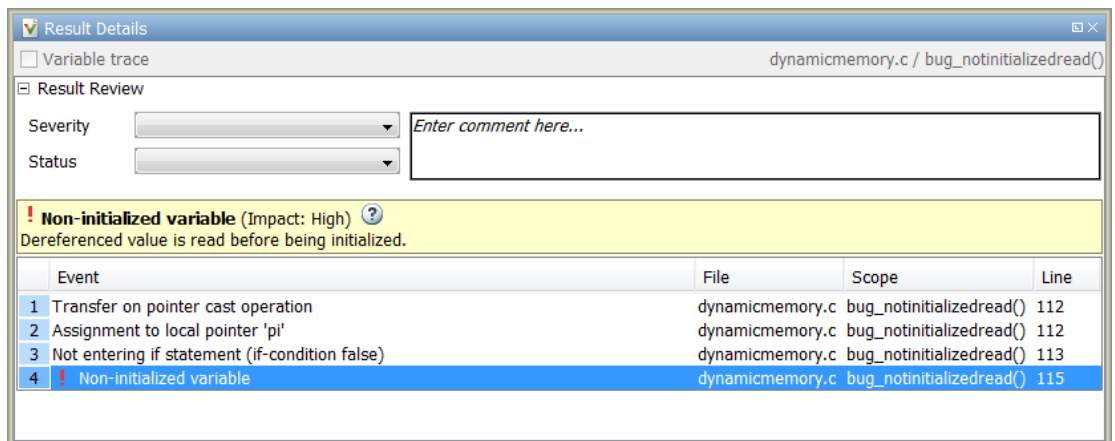 Result Details
Variable trace dynamicmemory.c / bug_notinitializedread()
Result Review
Severity Enter comment here...
Status
! Non-initialized variable (Impact: High) ?
Dereferenced value is read before being initialized.
Event File Scope Line
1 Transfer on pointer cast operation dynamicmemory.c bug_notinitializedread() 112
2 Assignment to local pointer 'pi' dynamicmemory.c bug_notinitializedread() 112
3 Not entering if statement (if-condition false) dynamicmemory.c bug_notinitializedread() 113
4 ! Non-initialized variable dynamicmemory.c bug_notinitializedread() 115